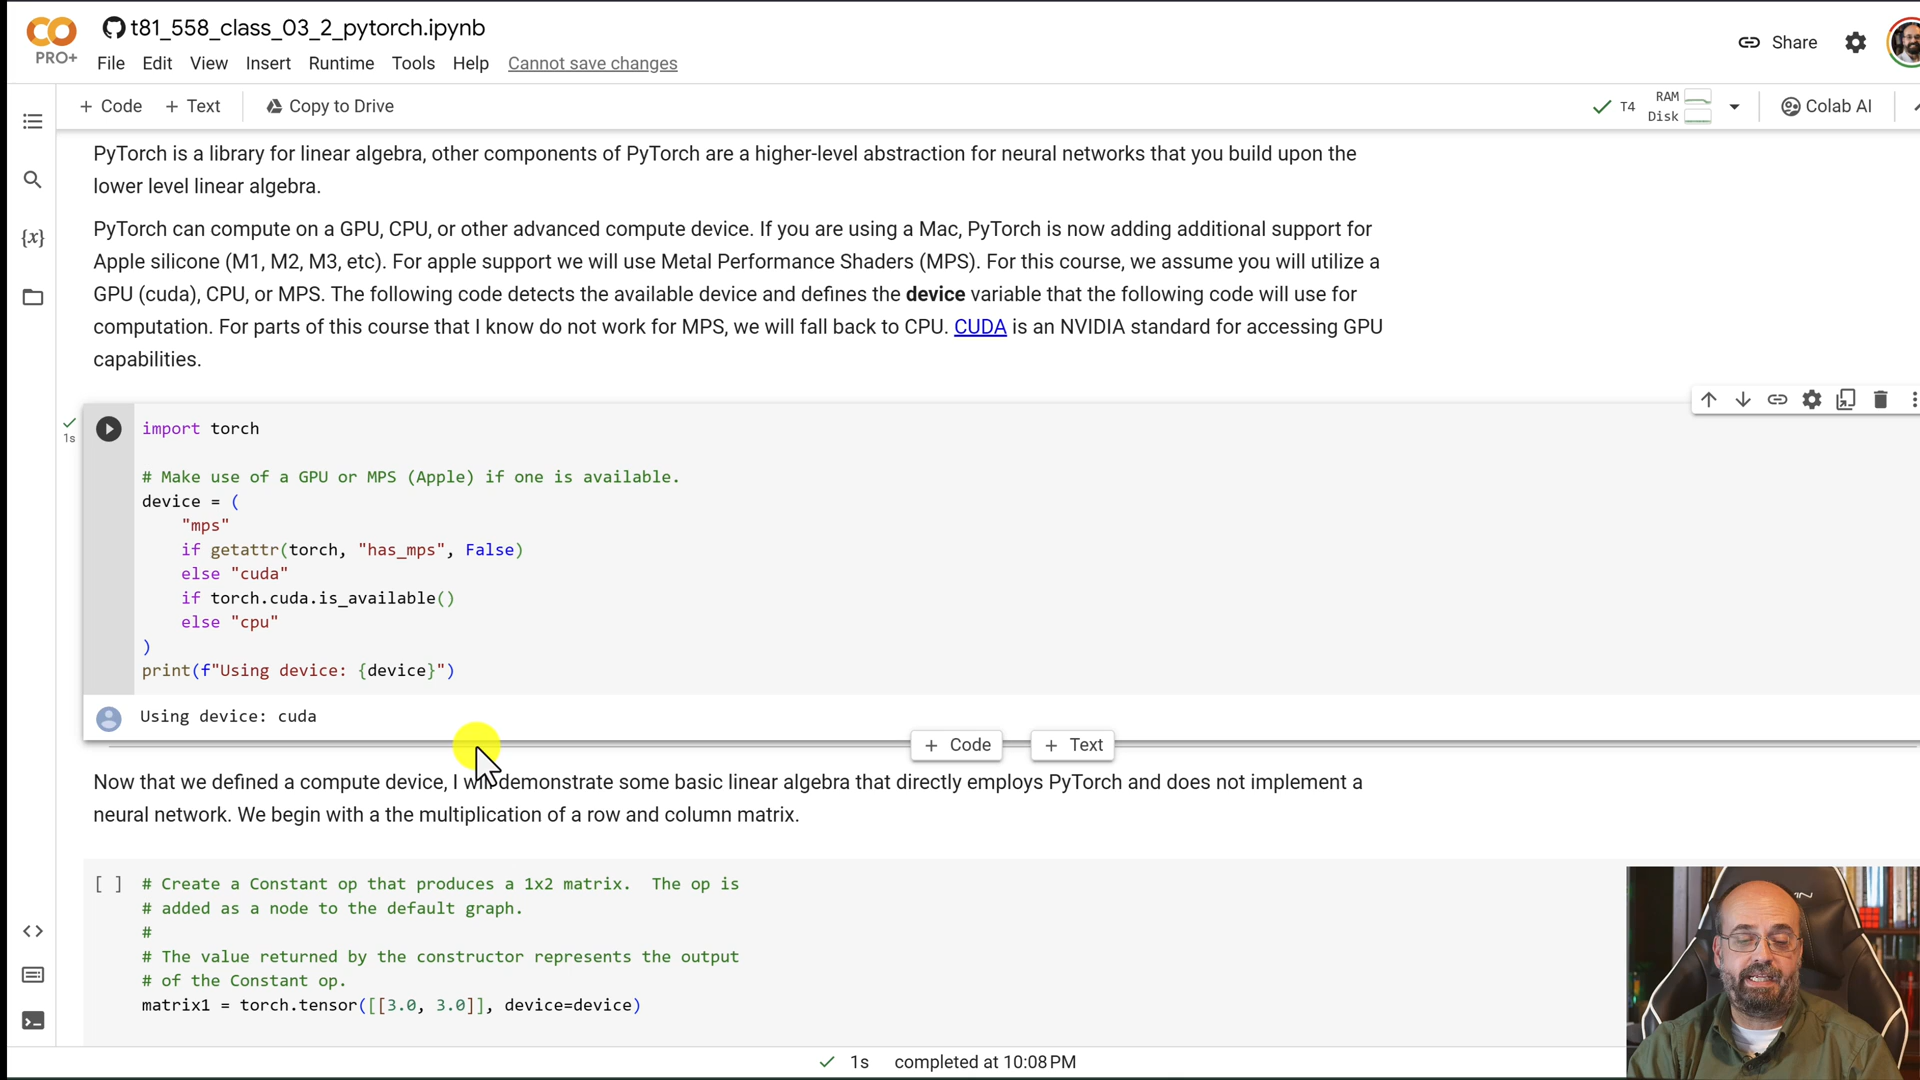 t81_558_class_03_2_pytorch.ipynb
PRO+
File Edit View Insert Runtime Tools Help Cannot save changes
Share
+ Code + Text Copy to Drive
T4 RAM Disk
Colab AI
PyTorch is a library for linear algebra, other components of PyTorch are a higher-level abstraction for neural networks that you build upon the
lower level linear algebra.
PyTorch can compute on a GPU, CPU, or other advanced compute device. If you are using a Mac, PyTorch is now adding additional support for
Apple silicone (M1, M2, M3, etc). For apple support we will use Metal Performance Shaders (MPS). For this course, we assume you will utilize a
GPU (cuda), CPU, or MPS. The following code detects the available device and defines the device variable that the following code will use for
computation. For parts of this course that I know do not work for MPS, we will fall back to CPU. CUDA is an NVIDIA standard for accessing GPU
capabilities.
1s
import torch
# Make use of a GPU or MPS (Apple) if one is available.
device = (
    "mps"
    if getattr(torch, "has_mps", False)
    else "cuda"
    if torch.cuda.is_available()
    else "cpu"
)
print(f"Using device: {device}")
Using device: cuda
+ Code + Text
Now that we defined a compute device, I will demonstrate some basic linear algebra that directly employs PyTorch and does not implement a
neural network. We begin with a the multiplication of a row and column matrix.
[ ] # Create a Constant op that produces a 1x2 matrix.  The op is
# added as a node to the default graph.
#
# The value returned by the constructor represents the output
# of the Constant op.
matrix1 = torch.tensor([[3.0, 3.0]], device=device)
1s completed at 10:08 PM